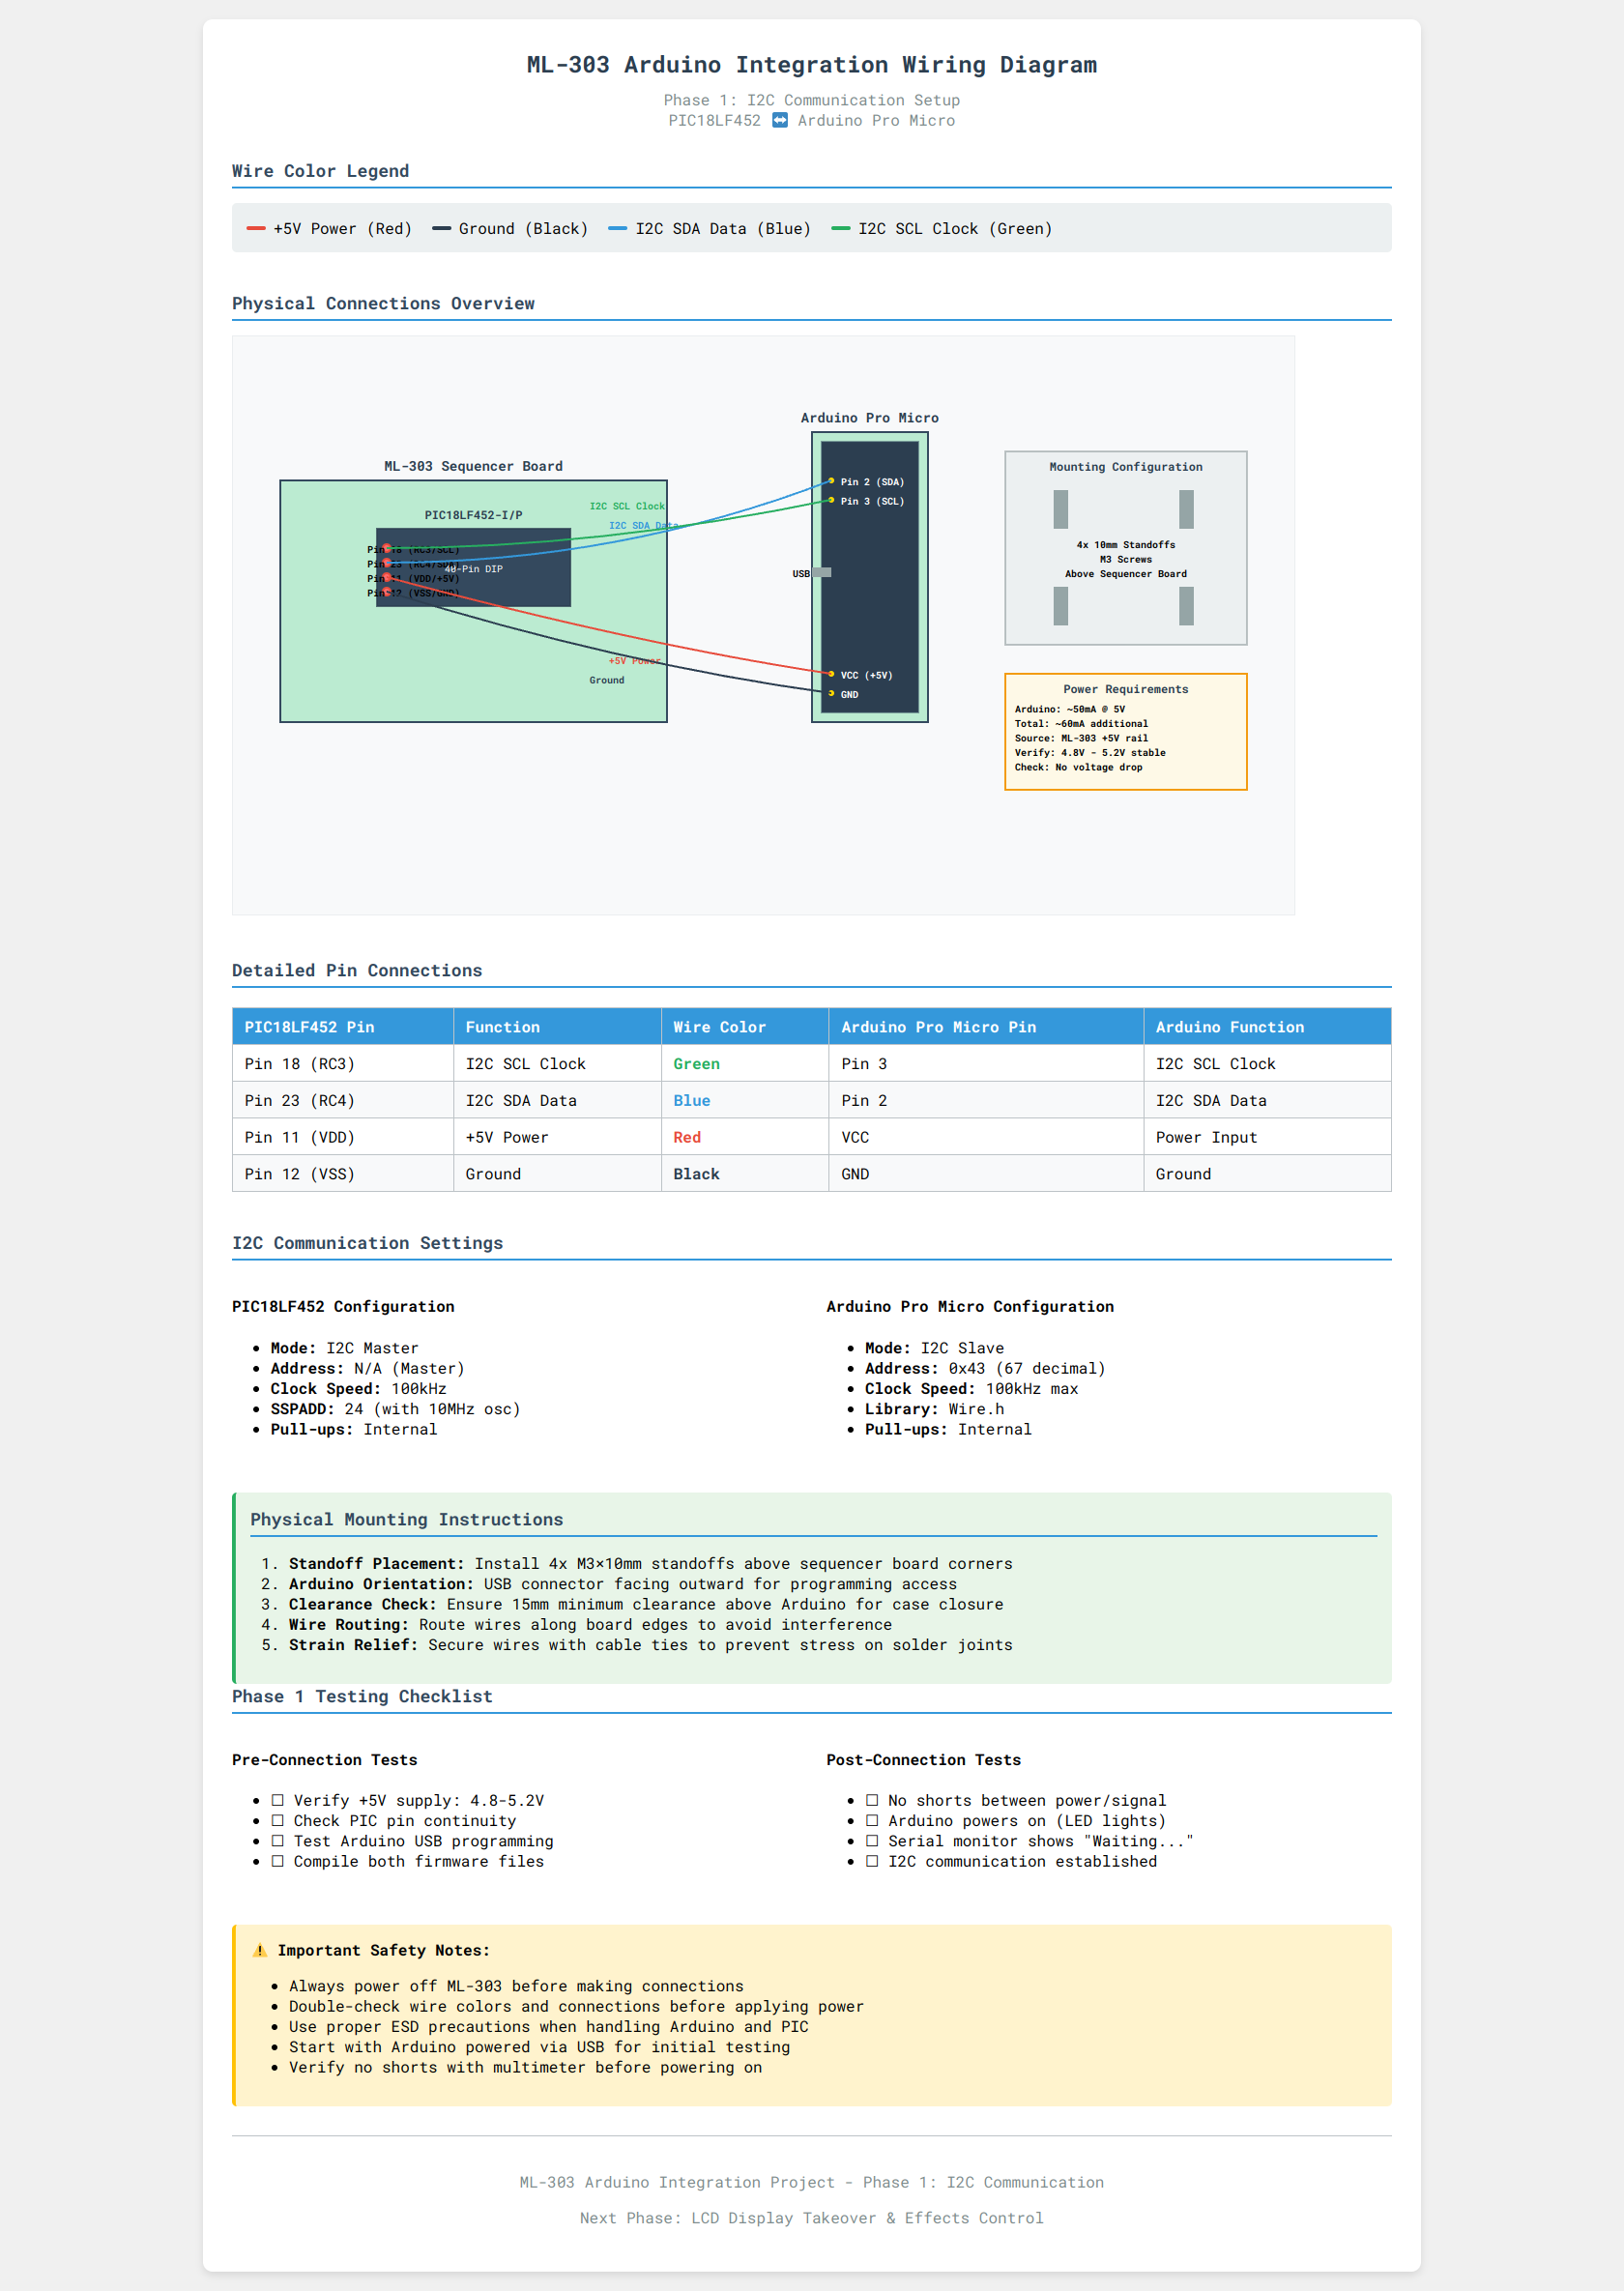 ML-303 Arduino Integration Wiring Diagram
Phase 1: I2C Communication Setup
PIC18LF452 ↔️ Arduino Pro Micro
Wire Color Legend
+5V Power (Red) Ground (Black) I2C SDA Data (Blue) I2C SCL Clock (Green)
Physical Connections Overview
ML-303 Sequencer Board
PIC18LF452-I/P
Pin 18 (RC3/SCL)
Pin 23 (RC4/SDA)
40-Pin DIP
Pin 11 (VDD/+5V)
Pin 12 (VSS/GND)
I2C SCL Clock
I2C SDA Data
+5V Power
Ground
Arduino Pro Micro
Pin 2 (SDA)
Pin 3 (SCL)
USB
VCC (+5V)
GND
Mounting Configuration
4x 10mm Standoffs
M3 Screws
Above Sequencer Board
Power Requirements
Arduino: ~50mA @ 5V
Total: ~60mA additional
Source: ML-303 +5V rail
Verify: 4.8V - 5.2V stable
Check: No voltage drop
Detailed Pin Connections
PIC18LF452 Pin Function Wire Color Arduino Pro Micro Pin Arduino Function
Pin 18 (RC3) I2C SCL Clock Green Pin 3 I2C SCL Clock
Pin 23 (RC4) I2C SDA Data Blue Pin 2 I2C SDA Data
Pin 11 (VDD) +5V Power Red VCC Power Input
Pin 12 (VSS) Ground Black GND Ground
I2C Communication Settings
PIC18LF452 Configuration
• Mode: I2C Master
• Address: N/A (Master)
• Clock Speed: 100kHz
• SSPADD: 24 (with 10MHz osc)
• Pull-ups: Internal
Arduino Pro Micro Configuration
• Mode: I2C Slave
• Address: 0x43 (67 decimal)
• Clock Speed: 100kHz max
• Library: Wire.h
• Pull-ups: Internal
Physical Mounting Instructions
1. Standoff Placement: Install 4x M3×10mm standoffs above sequencer board corners
2. Arduino Orientation: USB connector facing outward for programming access
3. Clearance Check: Ensure 15mm minimum clearance above Arduino for case closure
4. Wire Routing: Route wires along board edges to avoid interference
5. Strain Relief: Secure wires with cable ties to prevent stress on solder joints
Phase 1 Testing Checklist
Pre-Connection Tests
• ☐ Verify +5V supply: 4.8-5.2V
• ☐ Check PIC pin continuity
• ☐ Test Arduino USB programming
• ☐ Compile both firmware files
Post-Connection Tests
• ☐ No shorts between power/signal
• ☐ Arduino powers on (LED lights)
• ☐ Serial monitor shows "Waiting..."
• ☐ I2C communication established
⚠️ Important Safety Notes:
• Always power off ML-303 before making connections
• Double-check wire colors and connections before applying power
• Use proper ESD precautions when handling Arduino and PIC
• Start with Arduino powered via USB for initial testing
• Verify no shorts with multimeter before powering on
ML-303 Arduino Integration Project - Phase 1: I2C Communication
Next Phase: LCD Display Takeover & Effects Control